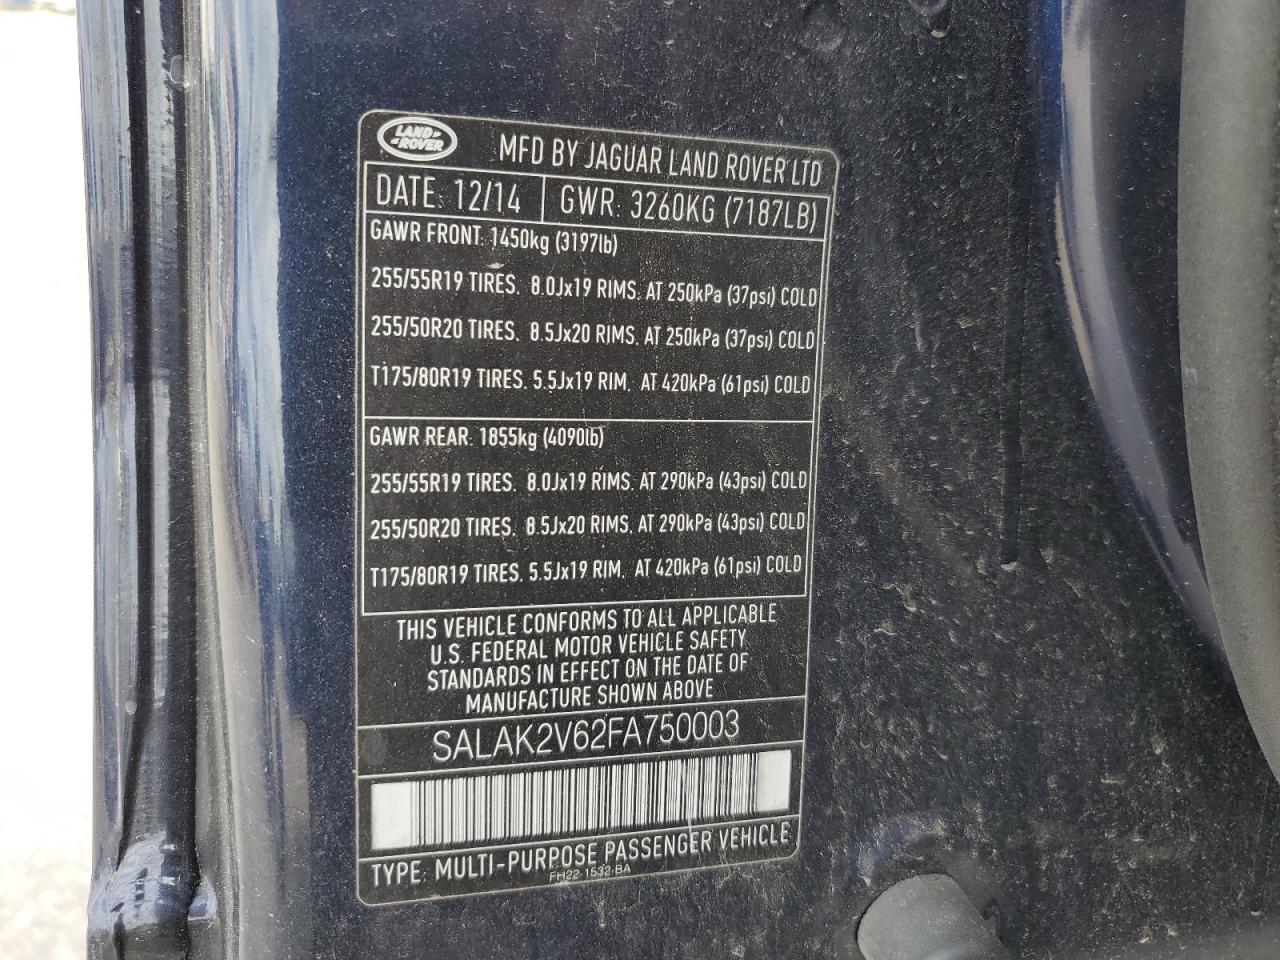 LAND ROVER
MFD BY JAGUAR LAND ROVER LTD
DATE: 12/14 GWR: 3260KG (7187LB)
GAWR FRONT: 1450kg (3197lb)
255/55R19 TIRES. 8.0Jx19 RIMS. AT 250kPa (37psi) COLD
255/50R20 TIRES. 8.5Jx20 RIMS. AT 250kPa (37psi) COLD
T175/80R19 TIRES. 5.5Jx19 RIM. AT 420kPa (61psi) COLD
GAWR REAR: 1855kg (4090lb)
255/55R19 TIRES. 8.0Jx19 RIMS. AT 290kPa (43psi) COLD
255/50R20 TIRES. 8.5Jx20 RIMS. AT 290kPa (43psi) COLD
T175/80R19 TIRES. 5.5Jx19 RIM. AT 420kPa (61psi) COLD
THIS VEHICLE CONFORMS TO ALL APPLICABLE
U.S. FEDERAL MOTOR VEHICLE SAFETY
STANDARDS IN EFFECT ON THE DATE OF
MANUFACTURE SHOWN ABOVE
SALAK2V62FA750003
TYPE: MULTI-PURPOSE PASSENGER VEHICLE
FH22-1532-BA